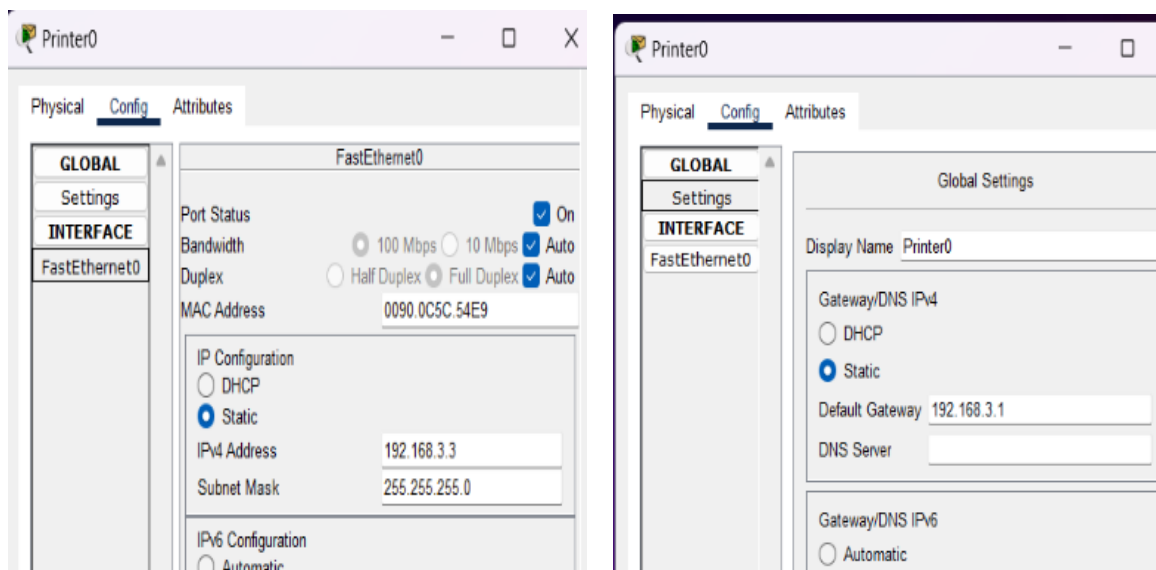 Printer0
Physical Config Attributes
GLOBAL
Settings
INTERFACE
FastEthernet0
FastEthernet0
Port Status On
Bandwidth 100 Mbps 10 Mbps Auto
Duplex Half Duplex Full Duplex Auto
MAC Address 0090.0C5C.54E9
IP Configuration
DHCP
Static
IPv4 Address 192.168.3.3
Subnet Mask 255.255.255.0
IPv6 Configuration
Automatic
Printer0
Physical Config Attributes
GLOBAL
Settings
INTERFACE
FastEthernet0
Global Settings
Display Name Printer0
Gateway/DNS IPv4
DHCP
Static
Default Gateway 192.168.3.1
DNS Server
Gateway/DNS IPv6
Automatic